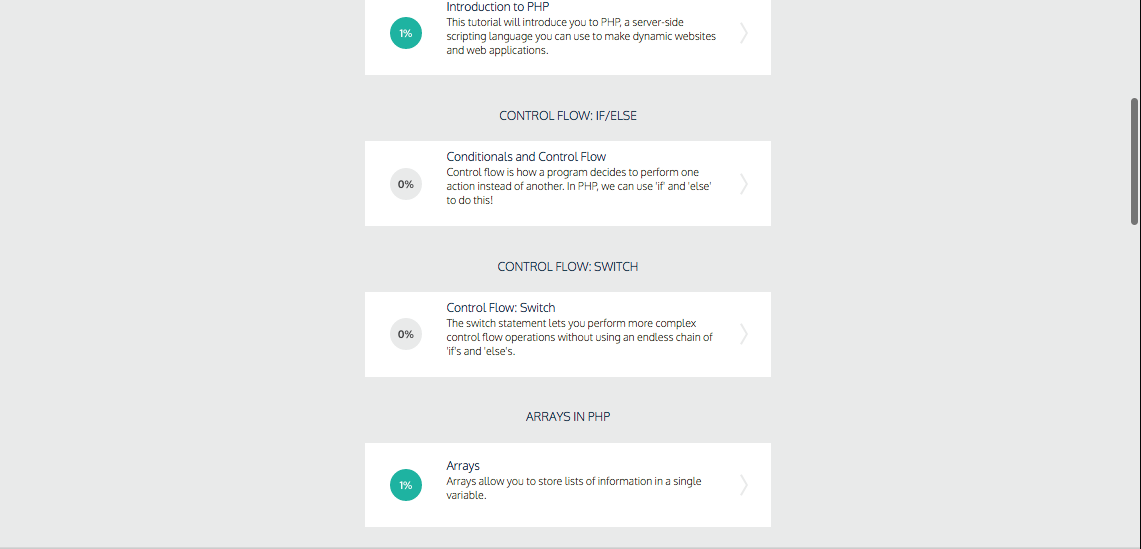 Introduction to PHP
1%
This tutorial will introduce you to PHP, a server-side
scripting language you can use to make dynamic websites
and web applications.
CONTROL FLOW: IF/ELSE
Conditionals and Control Flow
0%
Control flow is how a program decides to perform one
action instead of another. In PHP, we can use 'if' and 'else'
to do this!
CONTROL FLOW: SWITCH
Control Flow: Switch
0%
The switch statement lets you perform more complex
control flow operations without using an endless chain of
'if's and 'else's.
ARRAYS IN PHP
Arrays
1%
Arrays allow you to store lists of information in a single
variable.